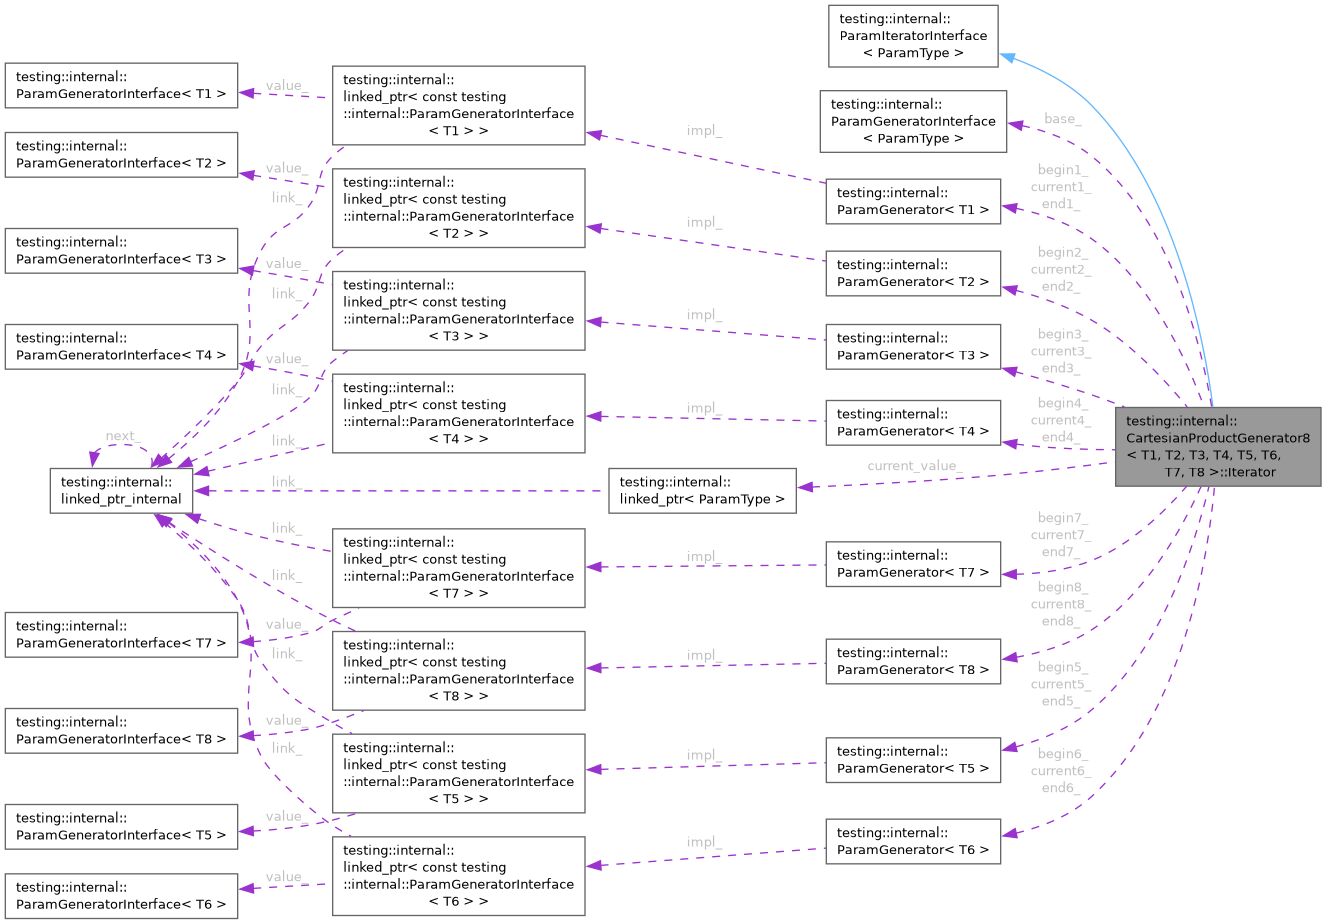 testing::internal::
ParamIteratorInterface
< ParamType >
testing::internal::
ParamGeneratorInterface< T1 >
value_
testing::internal::
linked_ptr< const testing
::internal::ParamGeneratorInterface
< T1 > >
testing::internal::
ParamGeneratorInterface
< ParamType >
base_
impl_
testing::internal::
ParamGeneratorInterface< T2 >
value_
link_
testing::internal::
linked_ptr< const testing
::internal::ParamGeneratorInterface
< T2 > >
testing::internal::
ParamGenerator< T1 >
begin1_
current1_
end1_
impl_
testing::internal::
ParamGeneratorInterface< T3 >
value_
link_
testing::internal::
linked_ptr< const testing
::internal::ParamGeneratorInterface
< T3 > >
testing::internal::
ParamGenerator< T2 >
begin2_
current2_
end2_
impl_
testing::internal::
ParamGeneratorInterface< T4 >
value_
link_
testing::internal::
ParamGenerator< T3 >
begin3_
current3_
end3_
testing::internal::
linked_ptr< const testing
::internal::ParamGeneratorInterface
< T4 > >
impl_
testing::internal::
ParamGenerator< T4 >
begin4_
current4_
end4_
testing::internal::
CartesianProductGenerator8
< T1, T2, T3, T4, T5, T6,
T7, T8 >::Iterator
next_
link_
current_value_
testing::internal::
linked_ptr_internal
link_
testing::internal::
linked_ptr< ParamType >
link_
testing::internal::
linked_ptr< const testing
::internal::ParamGeneratorInterface
< T7 > >
impl_
testing::internal::
ParamGenerator< T7 >
begin7_
current7_
end7_
link_
testing::internal::
ParamGeneratorInterface< T7 >
value_
link_
testing::internal::
linked_ptr< const testing
::internal::ParamGeneratorInterface
< T8 > >
impl_
testing::internal::
ParamGenerator< T8 >
begin8_
current8_
end8_
testing::internal::
ParamGeneratorInterface< T8 >
value_
link_
testing::internal::
linked_ptr< const testing
::internal::ParamGeneratorInterface
< T5 > >
impl_
testing::internal::
ParamGenerator< T5 >
begin5_
current5_
end5_
testing::internal::
ParamGeneratorInterface< T5 >
value_
testing::internal::
linked_ptr< const testing
::internal::ParamGeneratorInterface
< T6 > >
impl_
testing::internal::
ParamGenerator< T6 >
begin6_
current6_
end6_
testing::internal::
ParamGeneratorInterface< T6 >
value_